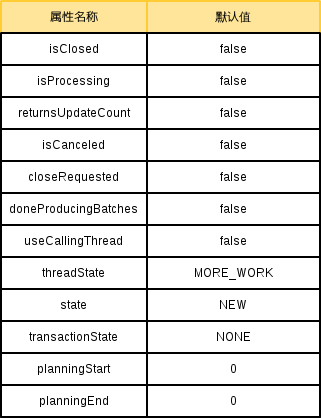 属性名称 默认值
isClosed false
isProcessing false
returnsUpdateCount false
isCanceled false
closeRequested false
doneProducingBatches false
useCallingThread false
threadState MORE_WORK
state NEW
transactionState NONE
planningStart 0
planningEnd 0